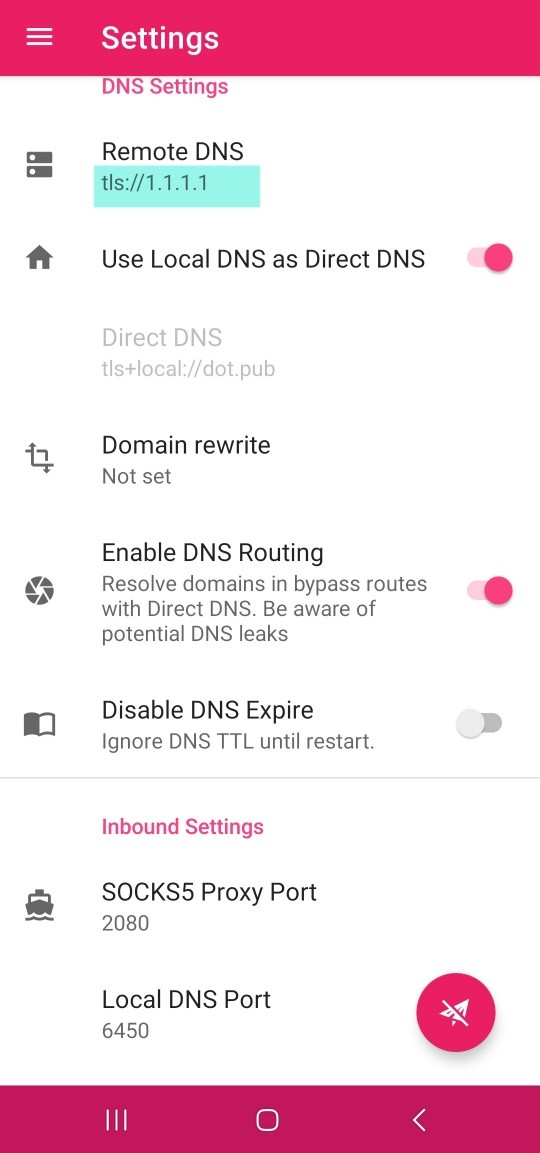 Settings
DNS Settings
Remote DNS
tls://1.1.1.1
Use Local DNS as Direct DNS
Direct DNS
tls+local://dot.pub
Domain rewrite
Not set
Enable DNS Routing
Resolve domains in bypass routes
with Direct DNS. Be aware of
potential DNS leaks
Disable DNS Expire
Ignore DNS TTL until restart.
Inbound Settings
SOCKS5 Proxy Port
2080
Local DNS Port
6450